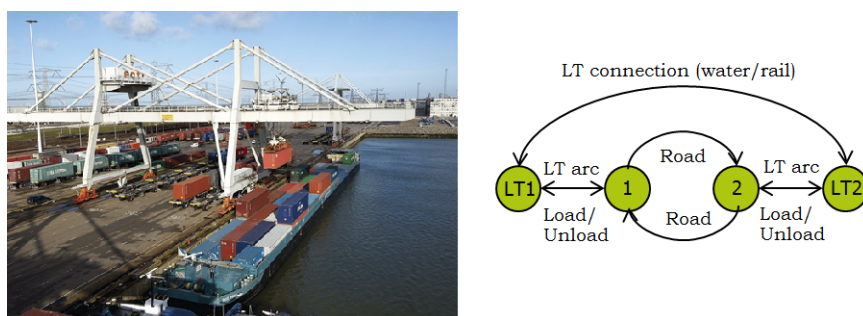 LT connection (water/rail)
LT arc
Road
LT arc
LT1
1
2
LT2
Load/
Unload
Road
Load/
Unload